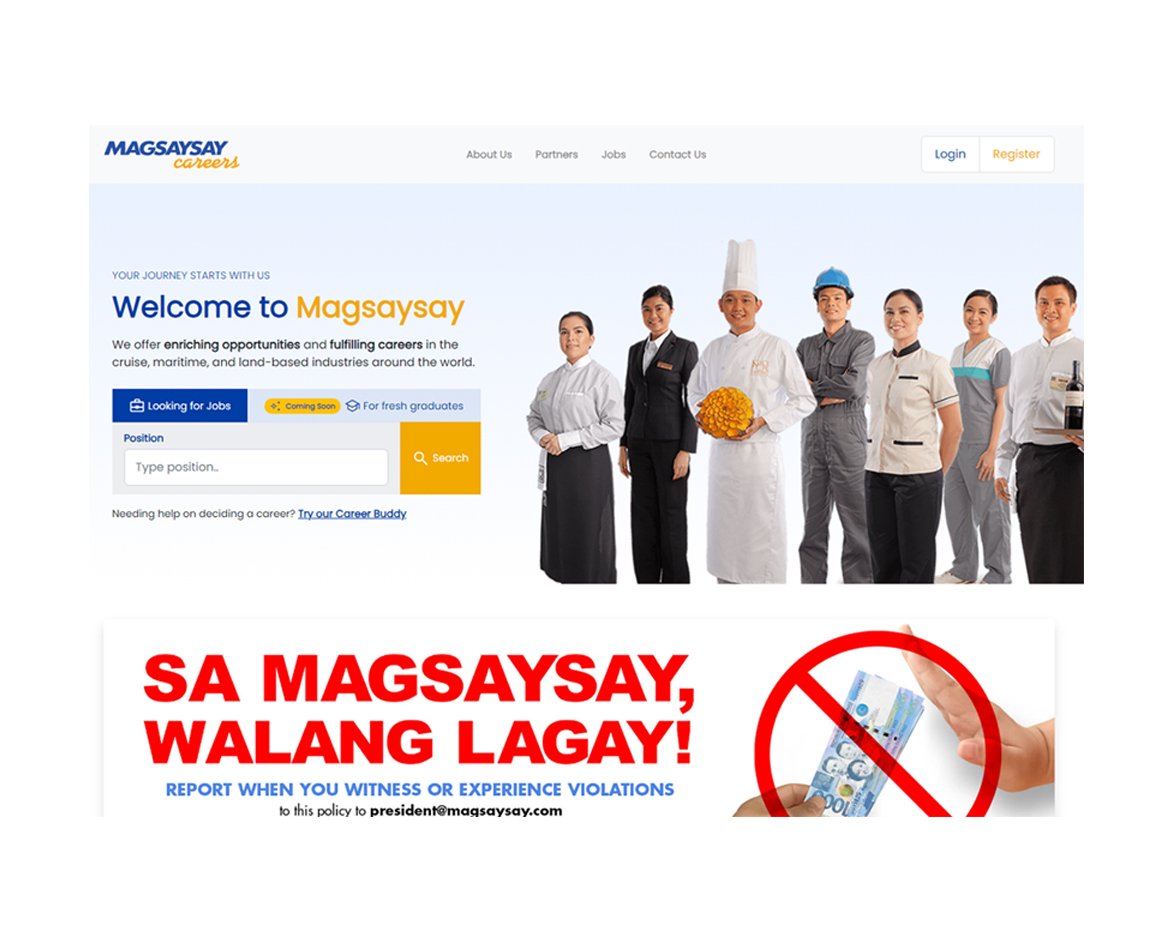 MAGSAYSAY
careers
About Us Partners Jobs Contact Us
Login Register
YOUR JOURNEY STARTS WITH US
Welcome to Magsaysay
We offer enriching opportunities and fulfilling careers in the
cruise, maritime, and land-based industries around the world.
Looking for Jobs Coming Soon For fresh graduates
Position
Type position..
Search
Needing help on deciding a career? Try our Career Buddy
SA MAGSAYSAY,
WALANG LAGAY!
REPORT WHEN YOU WITNESS OR EXPERIENCE VIOLATIONS
to this policy to president@magsaysay.com
1000